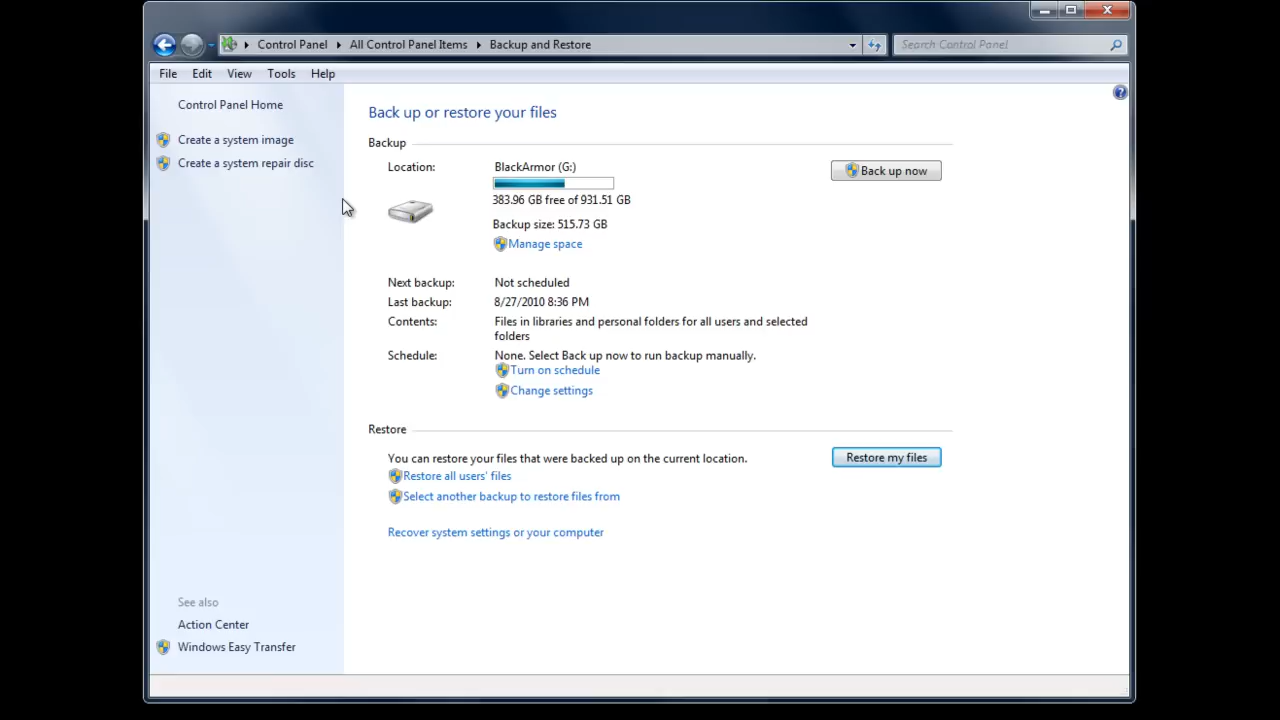 Control Panel All Control Panel Items Backup and Restore Search Control Panel
File Edit View Tools Help
Control Panel Home
Create a system image
Create a system repair disc
Back up or restore your files
Backup
Location: BlackArmor (G:) Back up now
383.96 GB free of 931.51 GB
Backup size: 515.73 GB
Manage space
Next backup: Not scheduled
Last backup: 8/27/2010 8:36 PM
Contents: Files in libraries and personal folders for all users and selected
folders
Schedule: None. Select Back up now to run backup manually.
Turn on schedule
Change settings
Restore
You can restore your files that were backed up on the current location. Restore my files
Restore all users' files
Select another backup to restore files from
Recover system settings or your computer
See also
Action Center
Windows Easy Transfer